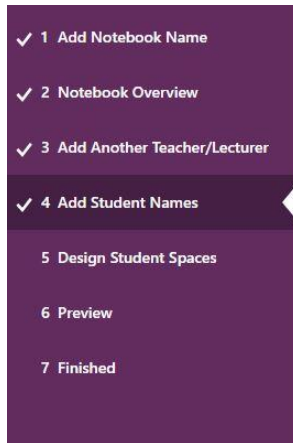 1 Add Notebook Name
2 Notebook Overview
3 Add Another Teacher/Lecturer
4 Add Student Names
5 Design Student Spaces
6 Preview
7 Finished